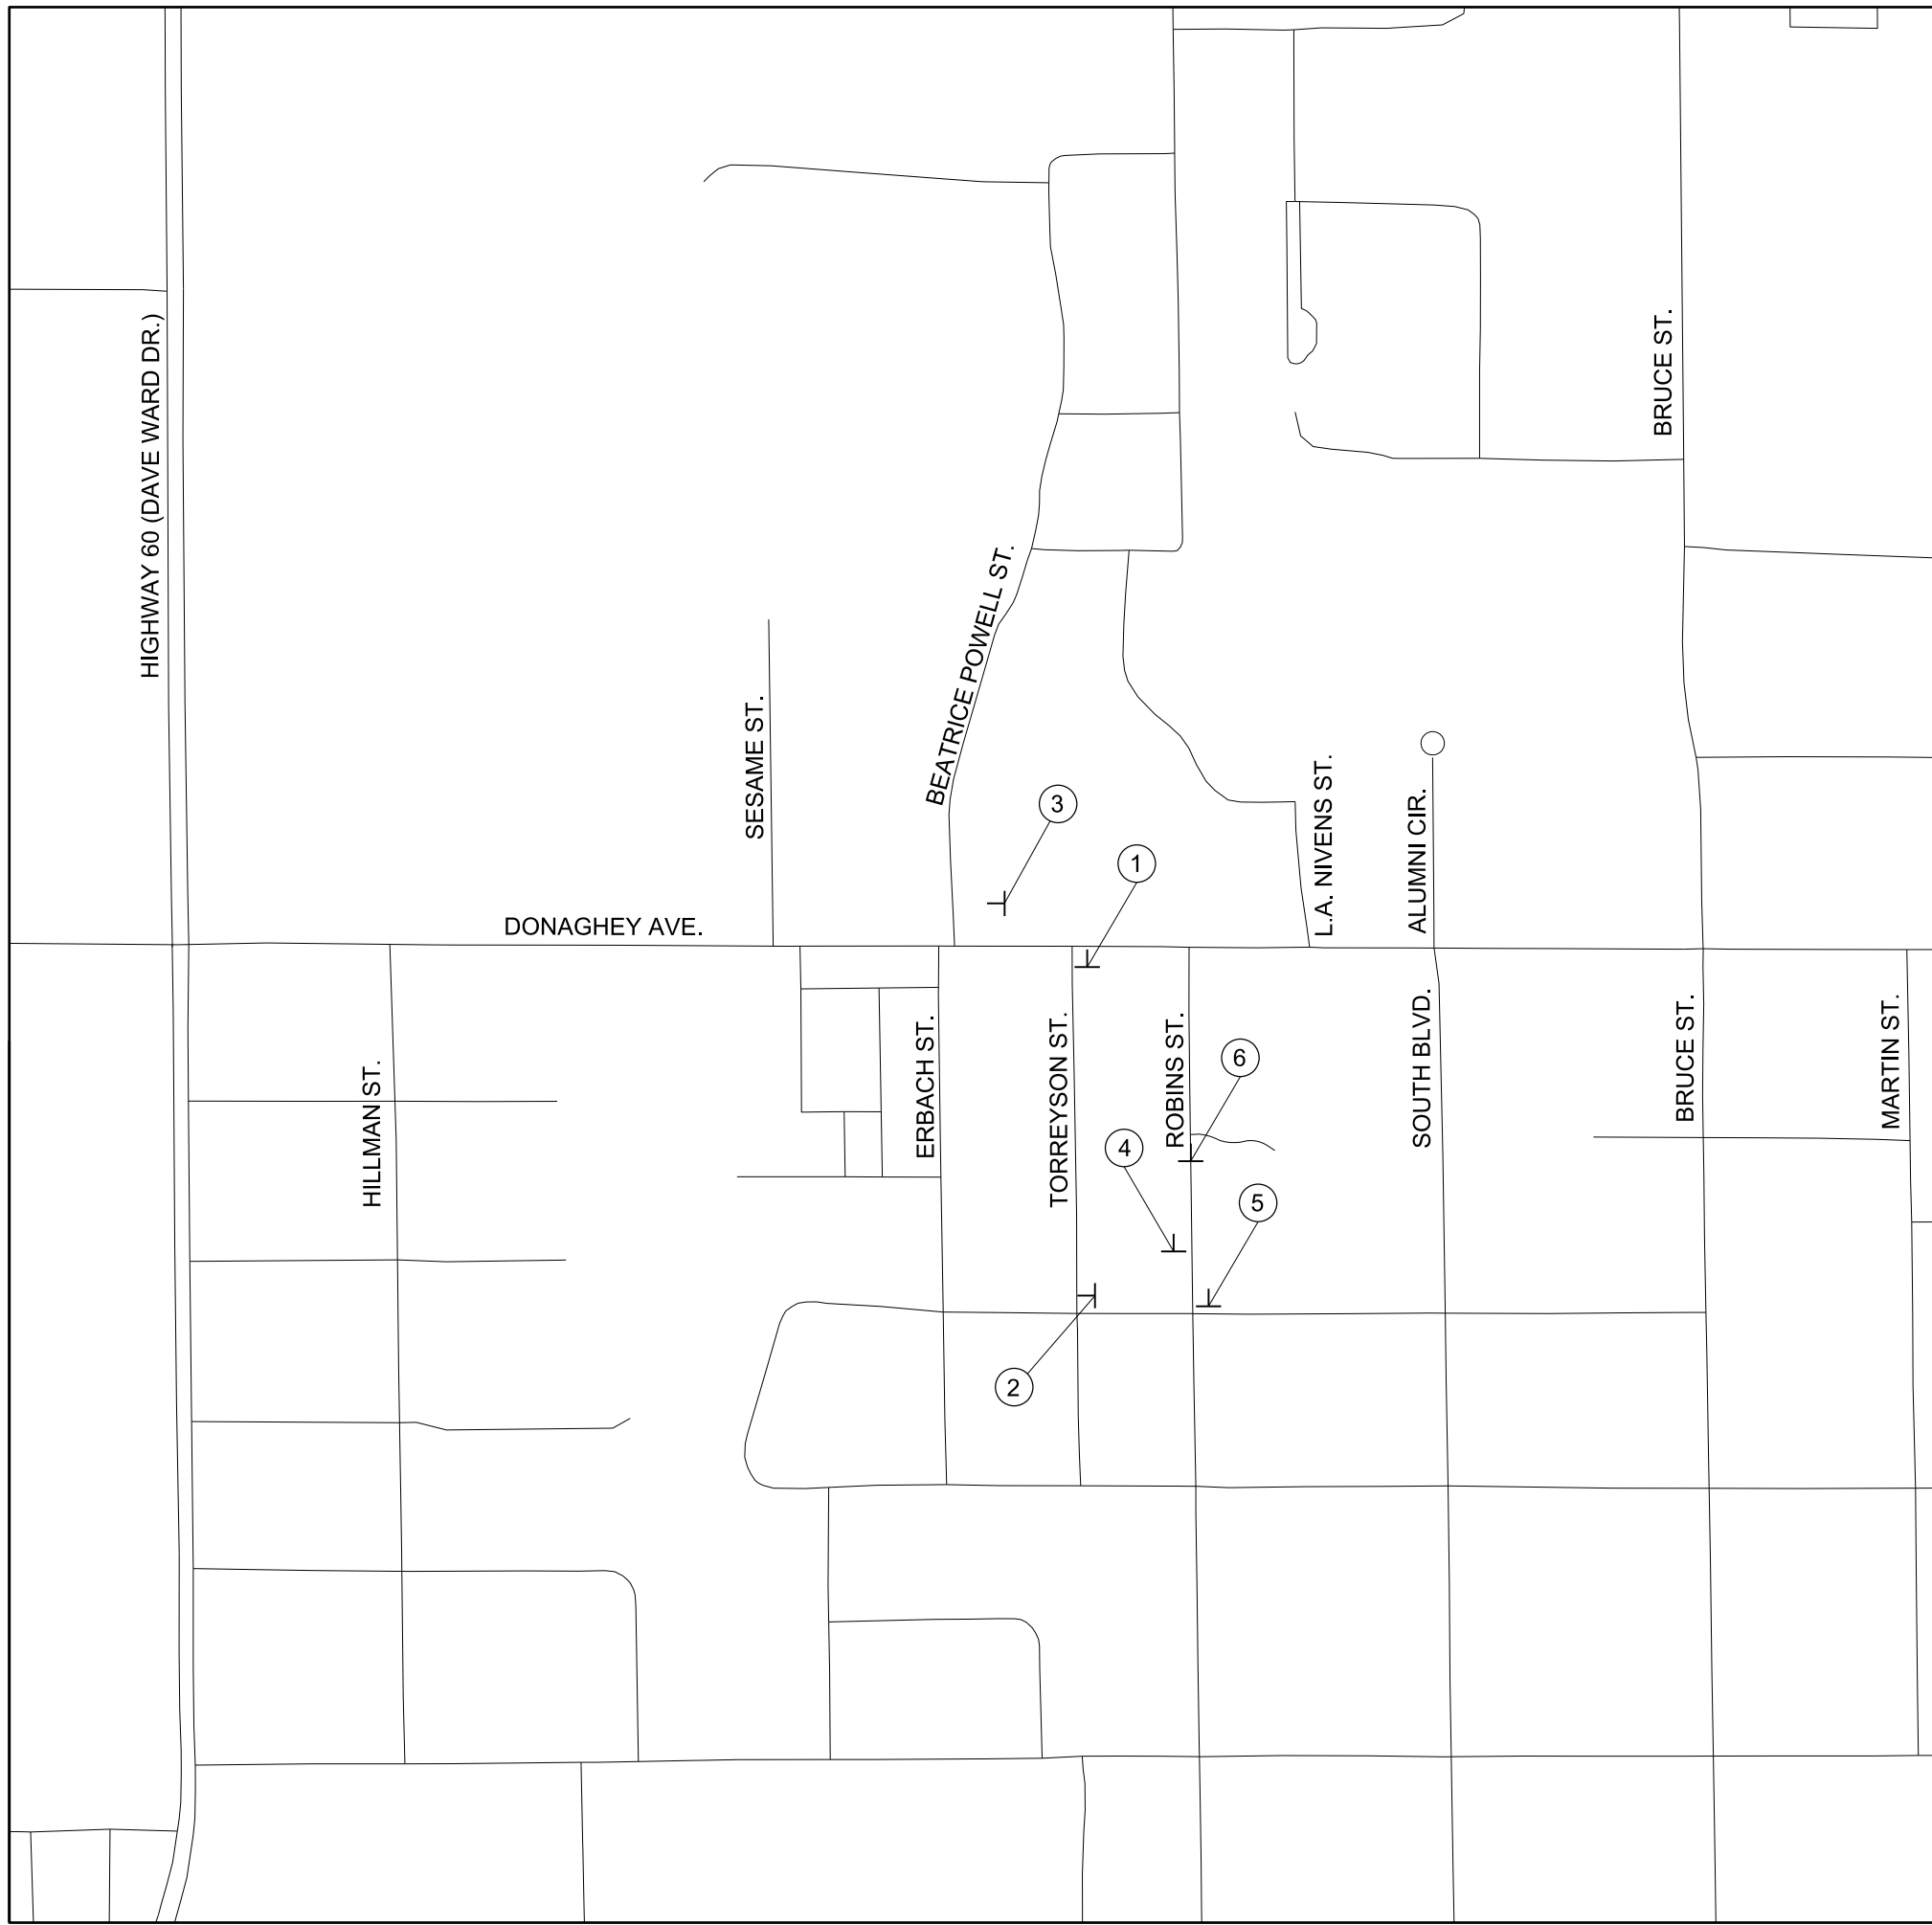 HIGHWAY 60 (DAVE WARD DR.)
BRUCE ST.
BEATRICE POWELL ST.
SESAME ST.
L.A. NIVENS ST.
ALUMNI CIR.
3
1
DONAGHEY AVE.
HILLMAN ST.
ERBACH ST.
TORREYSON ST.
ROBINS ST.
SOUTH BLVD.
BRUCE ST.
MARTIN ST.
6
4
5
2